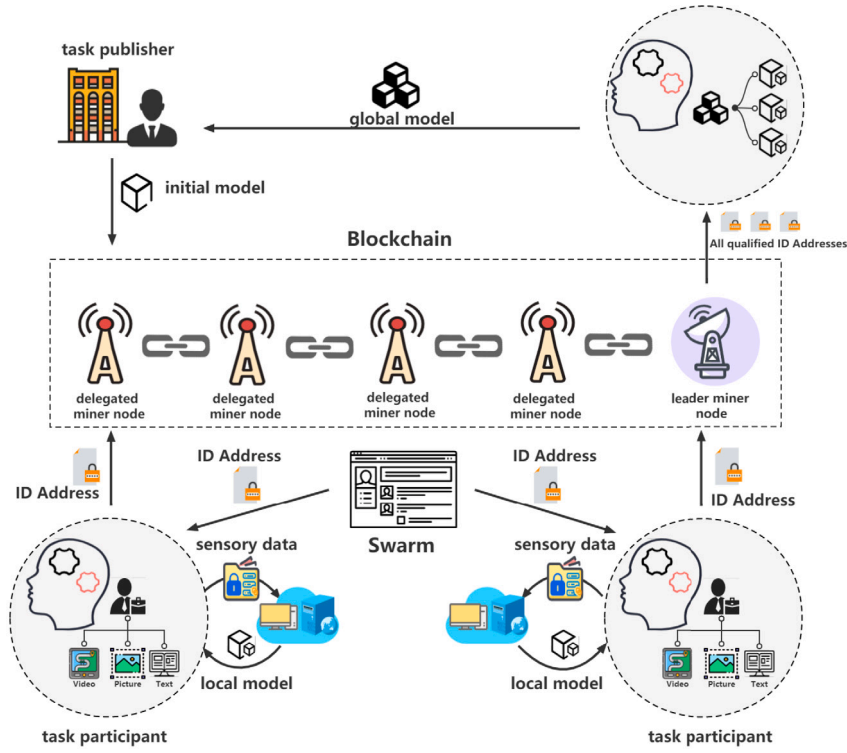 task publisher
global model
initial model
All qualified ID Addresses
Blockchain
delegated
miner node
delegated
miner node
delegated
miner node
delegated
miner node
leader miner
node
ID Address
ID Address
ID Address
ID Address
Swarm
sensory data
sensory data
Video
Picture
Text
local model
local model
Video
Picture
Text
task participant
task participant